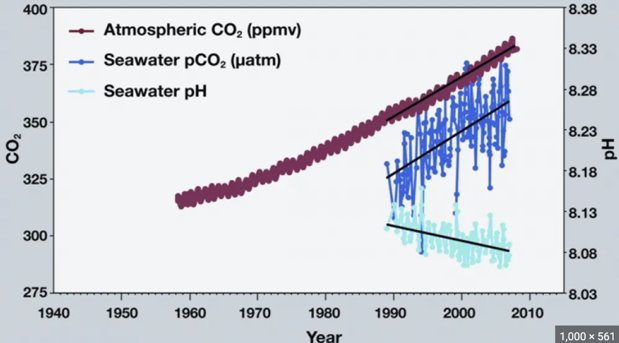 400
375
350
325
300
275
CO₂
Atmospheric CO₂ (ppmv)
Seawater pCO₂ (µatm)
Seawater pH
8.38
8.33
8.28
8.23
8.18
8.13
8.08
8.03
pH
1940 1950 1960 1970 1980 1990 2000 2010
Year
1,000 × 561